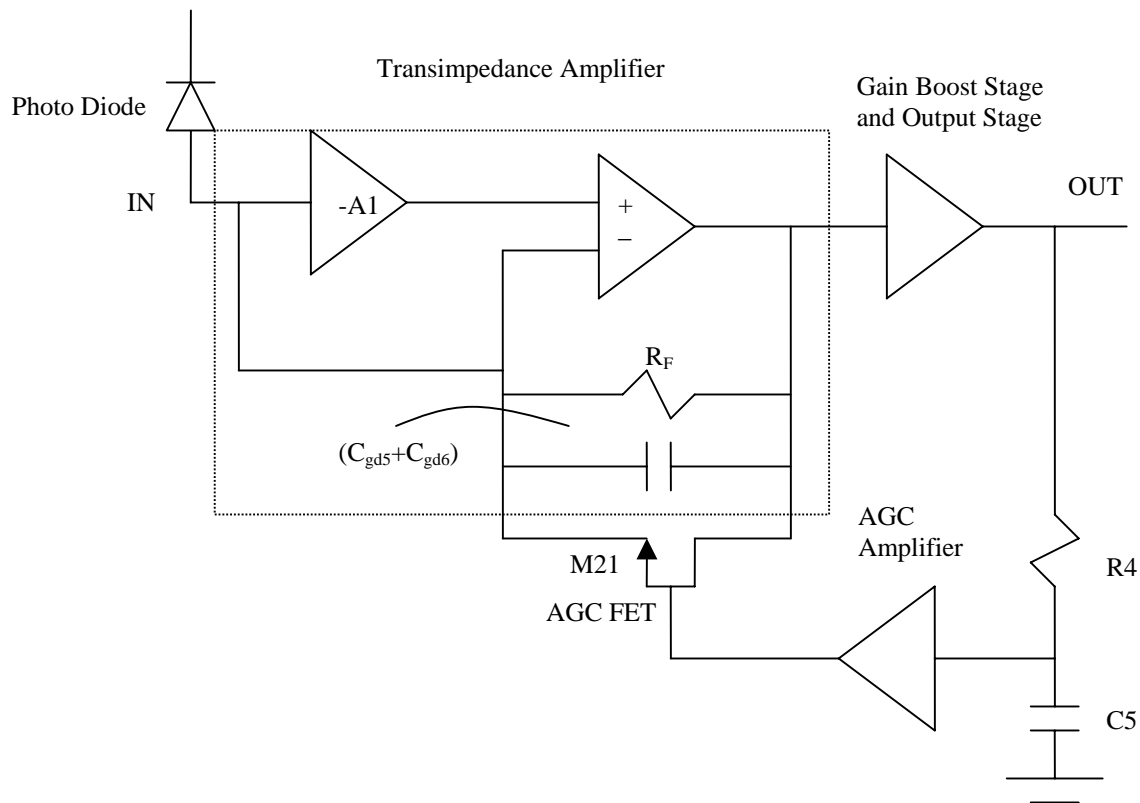 Transimpedance Amplifier
Gain Boost Stage
and Output Stage
Photo Diode
IN
-A1
+
−
OUT
R_F
(C_gd5+C_gd6)
AGC
Amplifier
M21
AGC FET
R4
C5